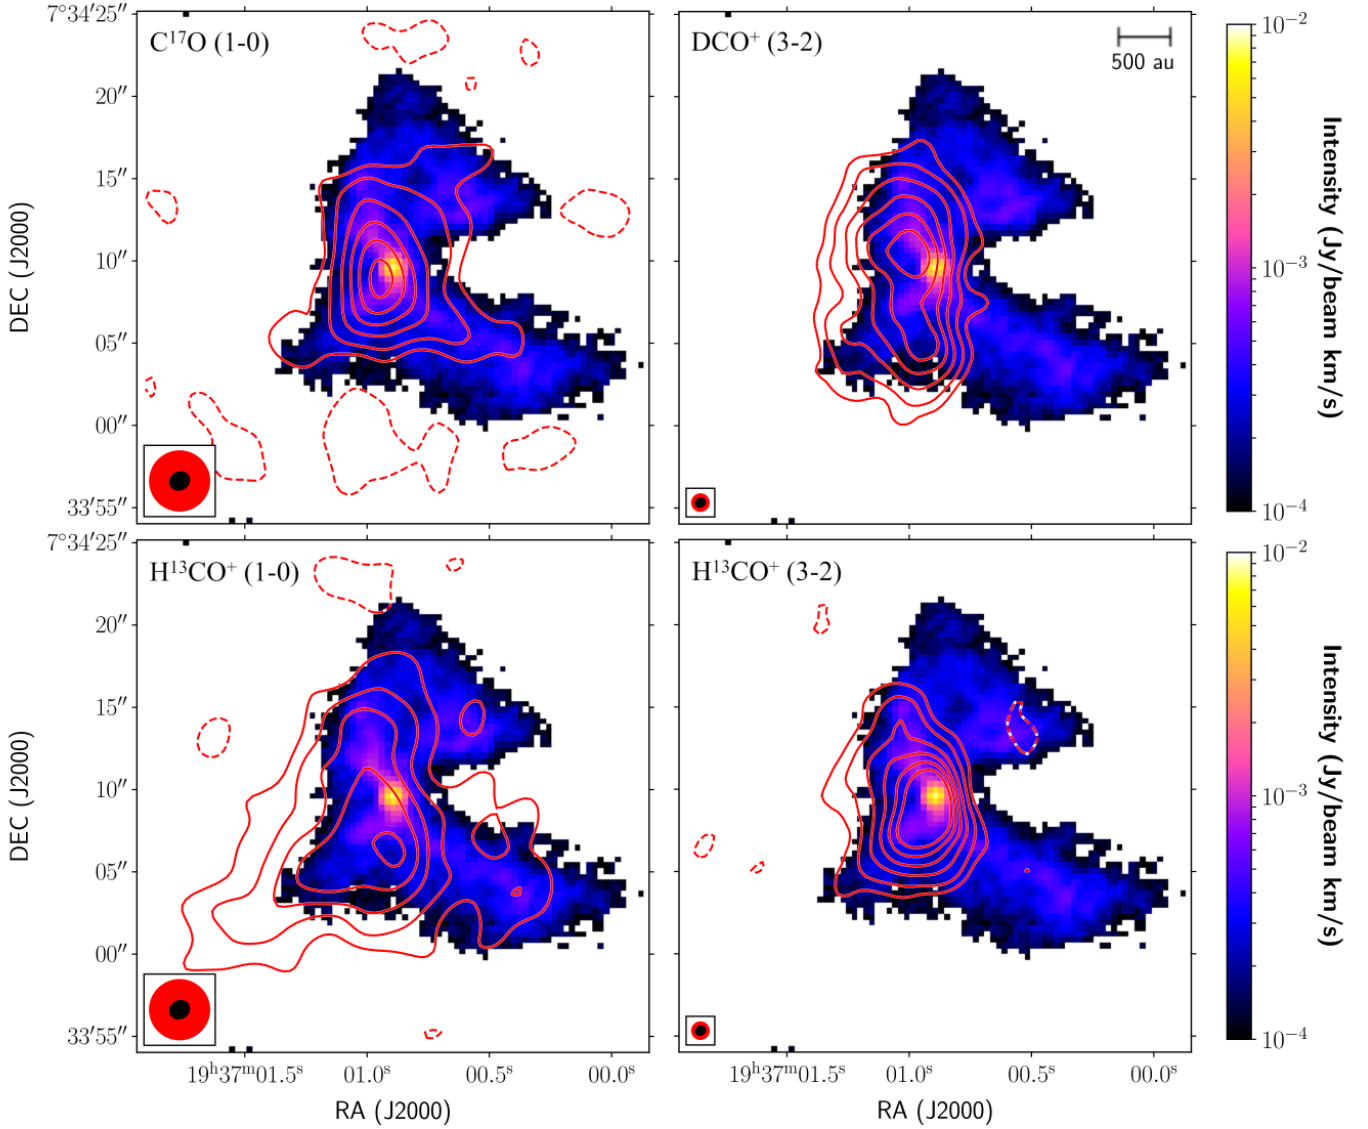 7°34′25″
20″
15″
10″
05″
00″
33′55″
DEC (J2000)
C¹⁷O (1-0)
DCO⁺ (3-2)
500 au
10⁻²
10⁻³
10⁻⁴
Intensity (Jy/beam km/s)
7°34′25″
20″
15″
10″
05″
00″
33′55″
DEC (J2000)
H¹³CO⁺ (1-0)
H¹³CO⁺ (3-2)
10⁻²
10⁻³
10⁻⁴
Intensity (Jy/beam km/s)
19ʰ37ᵐ01.5ˢ 01.0ˢ 00.5ˢ 00.0ˢ
19ʰ37ᵐ01.5ˢ 01.0ˢ 00.5ˢ 00.0ˢ
RA (J2000)
RA (J2000)